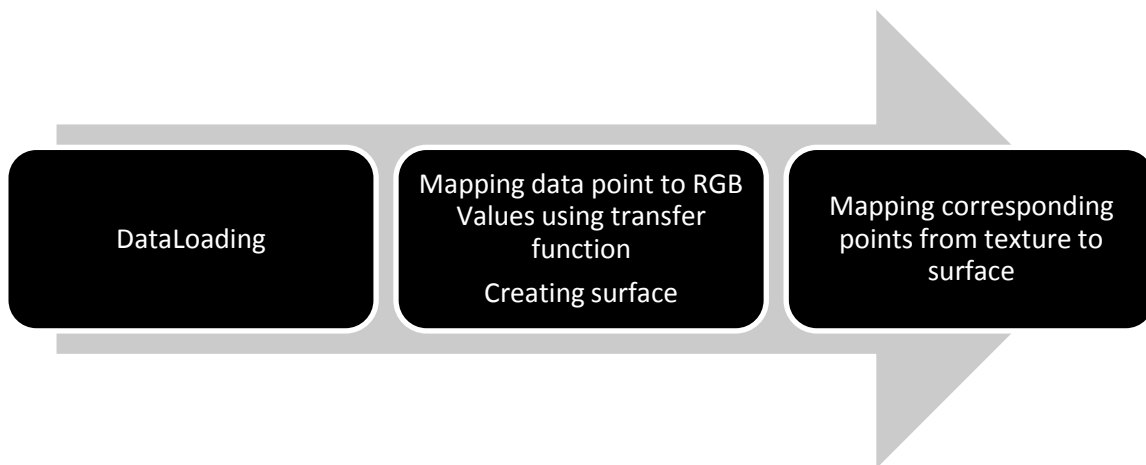 DataLoading
Mapping data point to RGB
Values using transfer
function
Creating surface
Mapping corresponding
points from texture to
surface